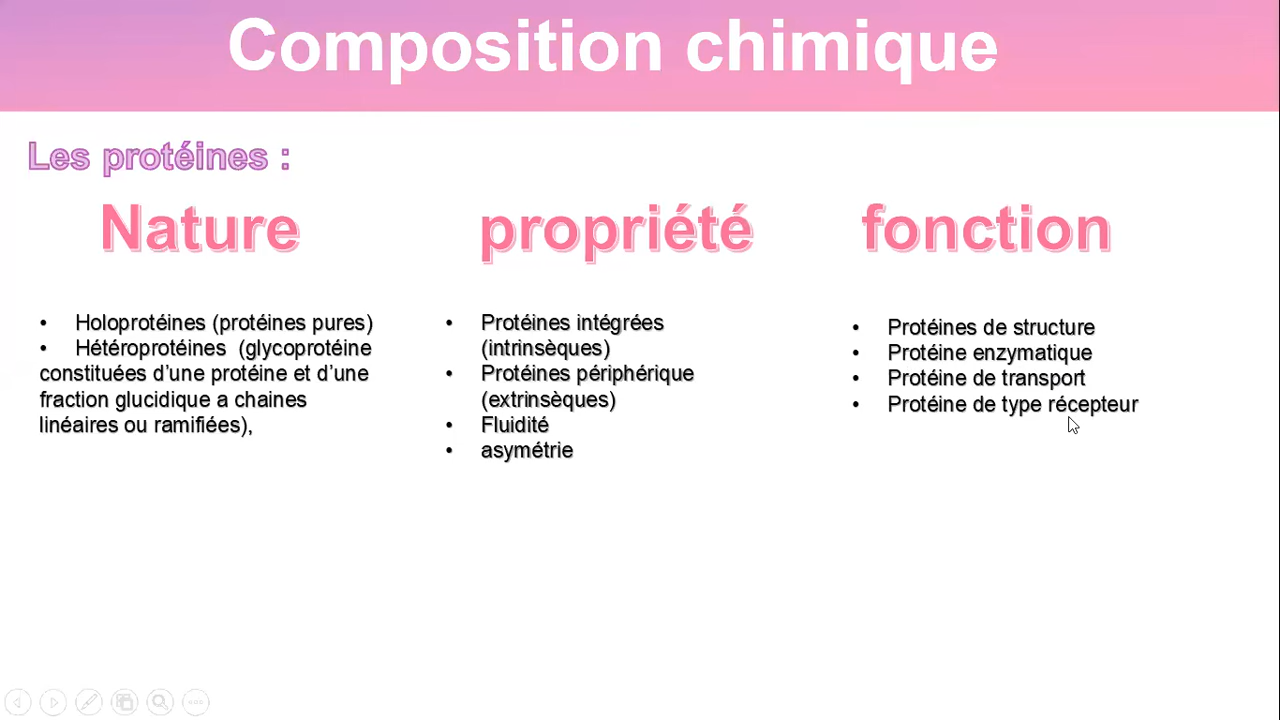 Composition chimique
Les protéines :
Nature
propriété
fonction
• Holoprotéines (protéines pures)
• Hétéroprotéines (glycoprotéine
constituées d’une protéine et d’une
fraction glucidique a chaines
linéaires ou ramifiées),
• Protéines intégrées
(intrinsèques)
• Protéines périphérique
(extrinsèques)
• Fluidité
• asymétrie
• Protéines de structure
• Protéine enzymatique
• Protéine de transport
• Protéine de type récepteur